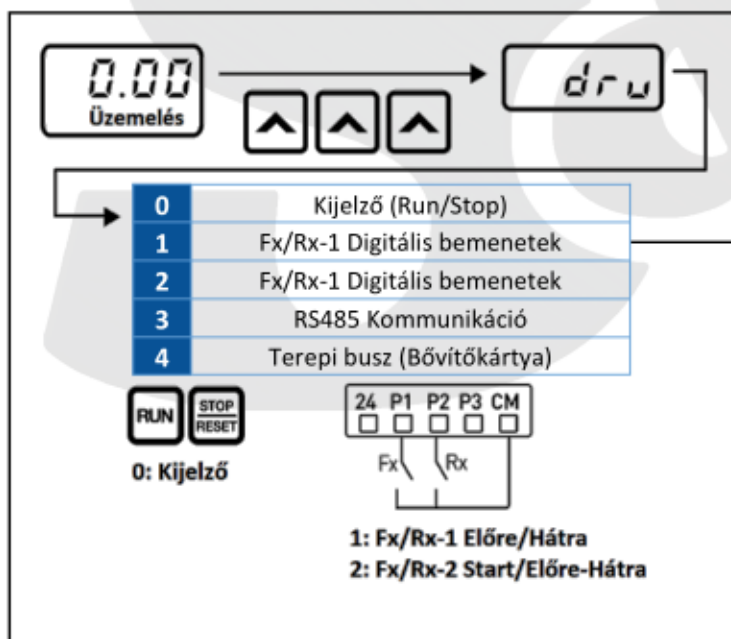 0.00
Üzemelés
dru
0 Kijelző (Run/Stop)
1 Fx/Rx-1 Digitális bemenetek
2 Fx/Rx-1 Digitális bemenetek
3 RS485 Kommunikáció
4 Terepi busz (Bővítőkártya)
RUN
STOP
RESET
0: Kijelző
24 P1 P2 P3 CM
Fx Rx
1: Fx/Rx-1 Előre/Hátra
2: Fx/Rx-2 Start/Előre-Hátra